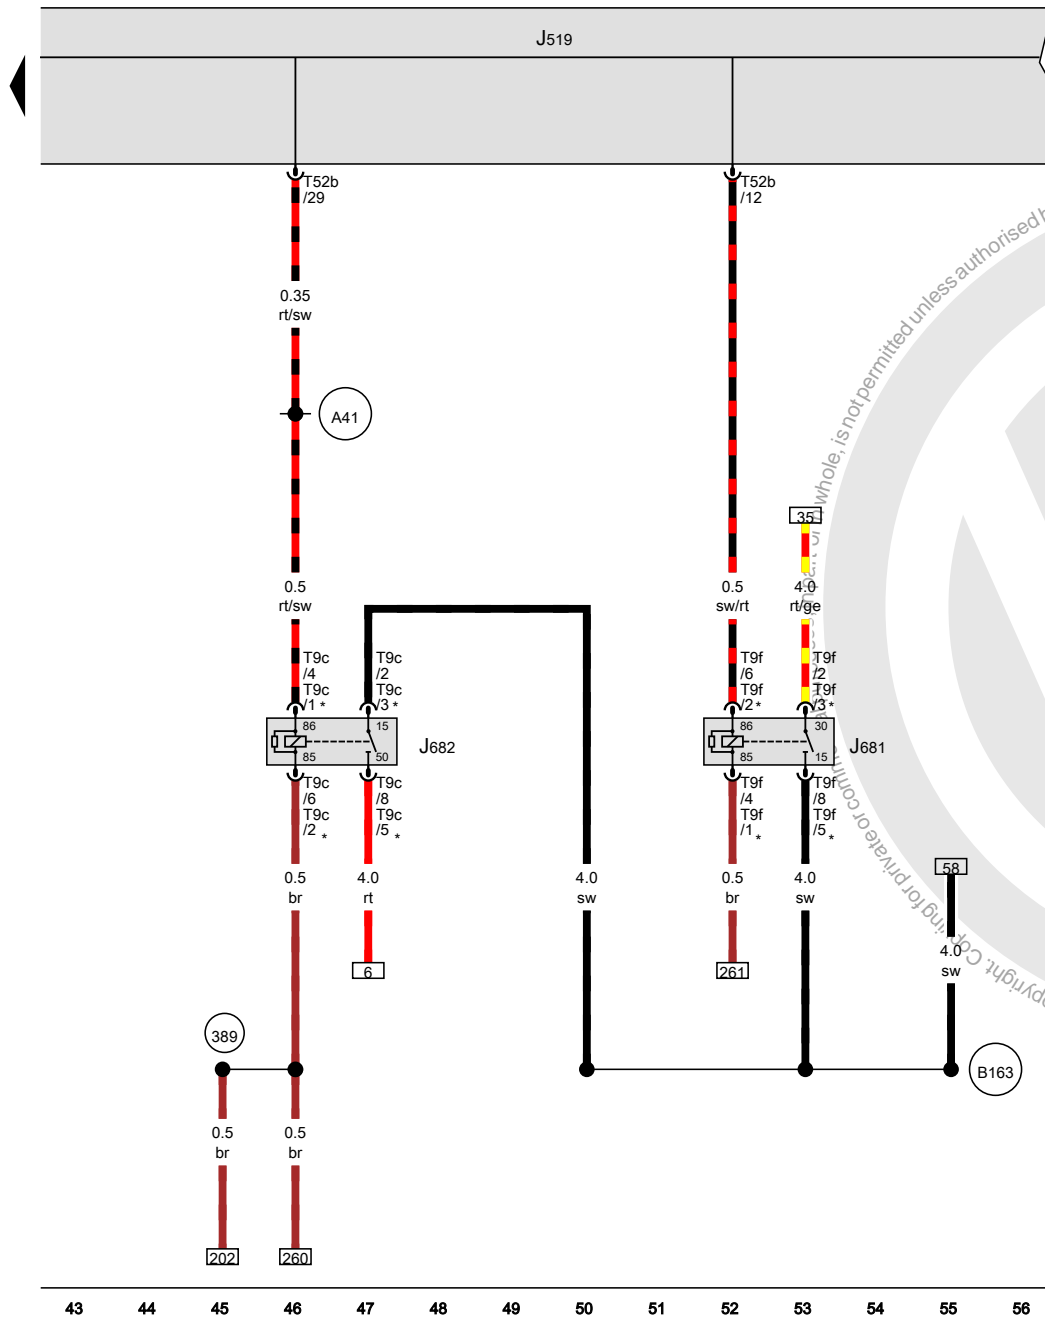 J519
T52b
/29
T52b
/12
0.35
rt/sw
A41
35
0.5
rt/sw
0.5
sw/rt
4.0
rt/ge
T9c
/4
T9c
/1 *
T9c
/2
T9c
/3 *
T9f
/6
T9f
/2 *
T9f
/2
T9f
/3 *
86
15
85
50
J682
86
30
85
15
J681
T9c
/6
T9c
/2 *
T9c
/8
T9c
/5 *
T9f
/4
T9f
/1 *
T9f
/8
T9f
/5 *
0.5
br
4.0
rt
4.0
sw
0.5
br
4.0
sw
58
4.0
sw
6
261
389
B163
0.5
br
0.5
br
202
260
43 44 45 46 47 48 49 50 51 52 53 54 55 56
whole, is not permitted unless authorised
for private or
opyright. Copying